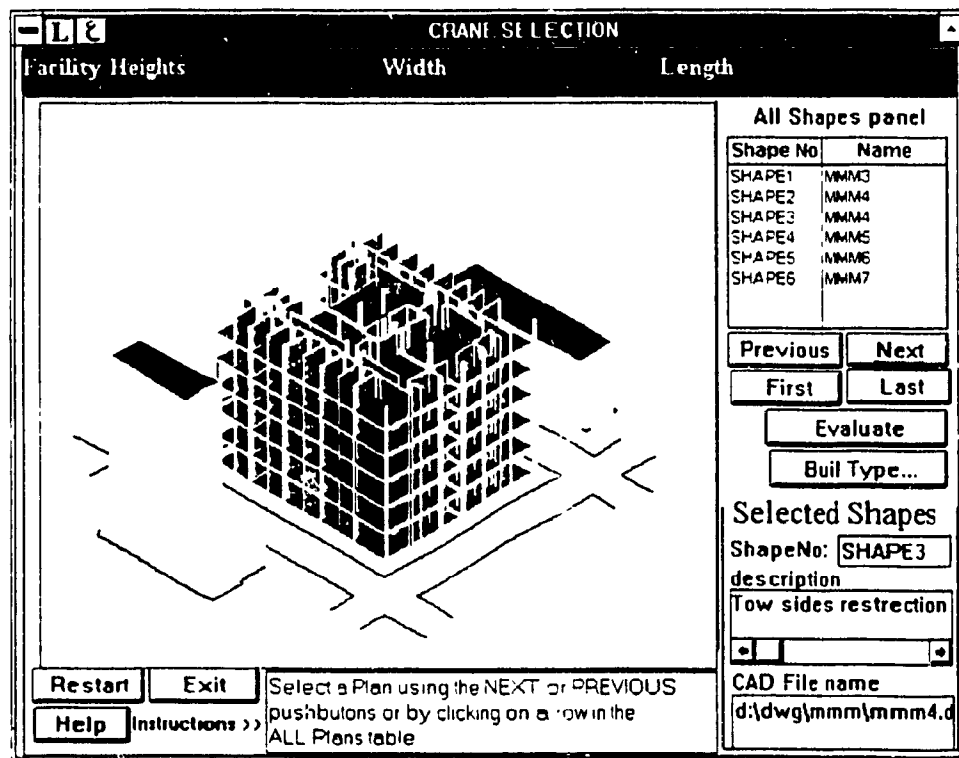 L ع CRANE SELECTION
Facility Heights Width Length
All Shapes panel
Shape No Name
SHAPE1 MMM3
SHAPE2 MMM4
SHAPE3 MMM4
SHAPE4 MMM5
SHAPE5 MMM6
SHAPE6 MMM7
Previous Next
First Last
Evaluate
Buil Type...
Selected Shapes
ShapeNo: SHAPE3
description
Tow sides restrection
CAD File name
d:\dwg\mmm\mmm4.d
Restart Exit
Help Instructions >>
Select a Plan using the NEXT or PREVIOUS
pushbutons or by clicking on a row in the
ALL Plans table